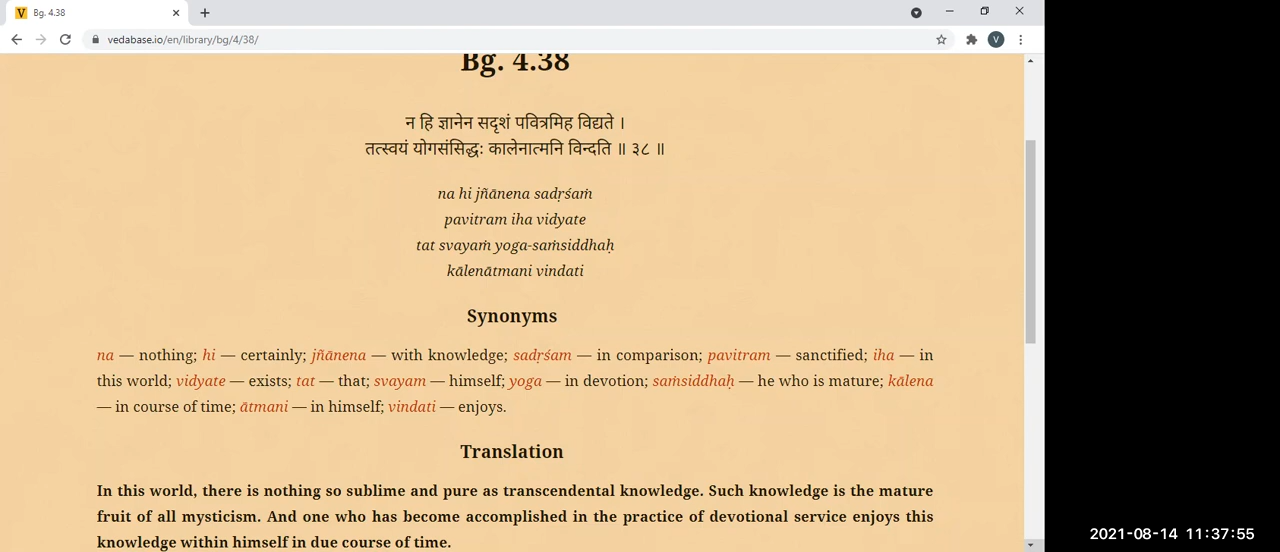 Bg. 4.38
vedabase.io/en/library/bg/4/38/
V
Bg. 4.38
न हि ज्ञानेन सदृशं पवित्रमिह विद्यते ।
तत्स्वयं योगसंसिद्धः कालेनात्मनि विन्दति ॥ ३८ ॥
na hi jñānena sadṛśaṁ
pavitram iha vidyate
tat svayaṁ yoga-saṁsiddhaḥ
kālenātmani vindati
Synonyms
na — nothing; hi — certainly; jñānena — with knowledge; sadṛśam — in comparison; pavitram — sanctified; iha — in
this world; vidyate — exists; tat — that; svayam — himself; yoga — in devotion; saṁsiddhaḥ — he who is mature; kālena
— in course of time; ātmani — in himself; vindati — enjoys.
Translation
In this world, there is nothing so sublime and pure as transcendental knowledge. Such knowledge is the mature
fruit of all mysticism. And one who has become accomplished in the practice of devotional service enjoys this
knowledge within himself in due course of time.
2021-08-14 11:37:55